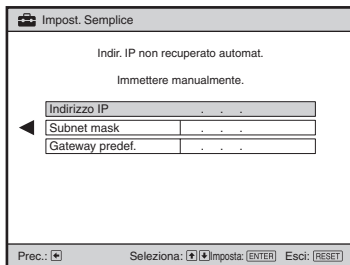 Impost. Semplice
Indir. IP non recuperato automat.
Immettere manualmente.
Indirizzo IP . . .
Subnet mask . . .
Gateway predef. . . .
Prec.: Seleziona: Imposta: ENTER Esci: RESET